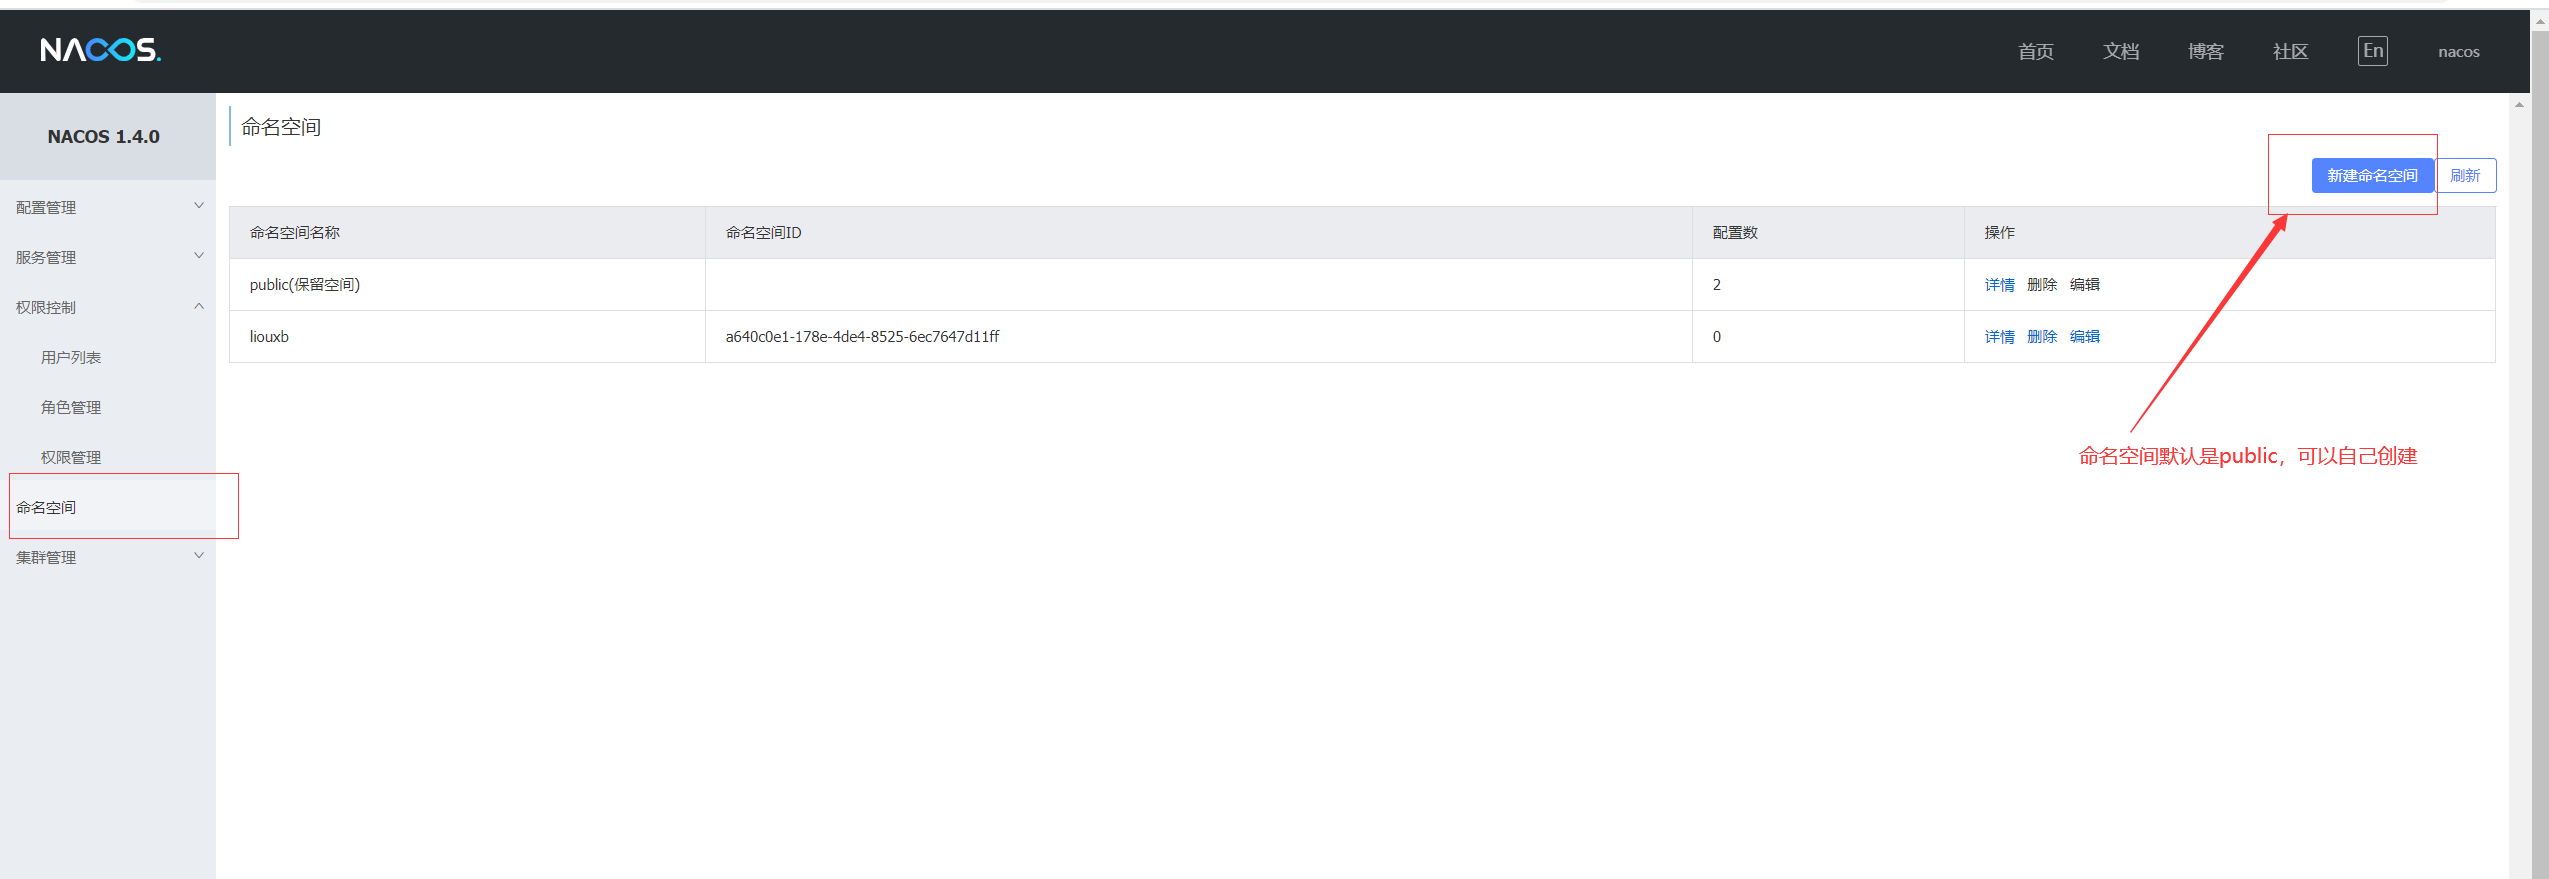 NACOS.
首页 文档 博客 社区 En nacos
NACOS 1.4.0
配置管理
服务管理
权限控制
用户列表
角色管理
权限管理
命名空间
集群管理
命名空间
新建命名空间 刷新
命名空间名称 命名空间ID 配置数 操作
public(保留空间) 2 详情 删除 编辑
liouxb a640c0e1-178e-4de4-8525-6ec7647d11ff 0 详情 删除 编辑
命名空间默认是public，可以自己创建